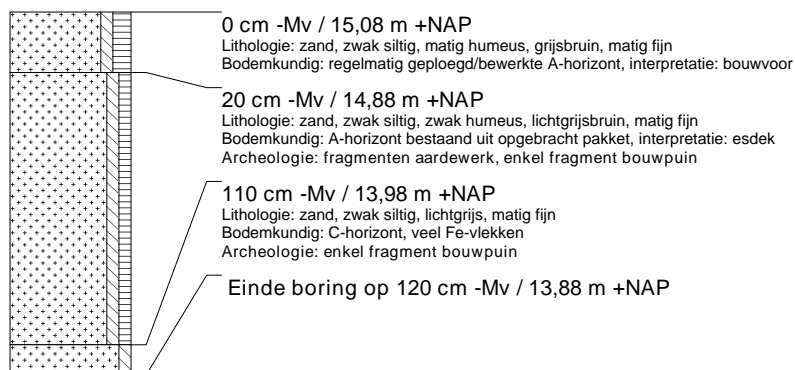 0 cm -Mv / 15,08 m +NAP
Lithologie: zand, zwak siltig, matig humeus, grijsbruin, matig fijn
Bodemkundig: regelmatig geploegd/bewerkte A-horizont, interpretatie: bouwvoor
20 cm -Mv / 14,88 m +NAP
Lithologie: zand, zwak siltig, zwak humeus, lichtgrijsbruin, matig fijn
Bodemkundig: A-horizont bestaand uit opgebracht pakket, interpretatie: esdek
Archeologie: fragmenten aardewerk, enkel fragment bouwpuin
110 cm -Mv / 13,98 m +NAP
Lithologie: zand, zwak siltig, lichtgrijs, matig fijn
Bodemkundig: C-horizont, veel Fe-vlekken
Archeologie: enkel fragment bouwpuin
Einde boring op 120 cm -Mv / 13,88 m +NAP